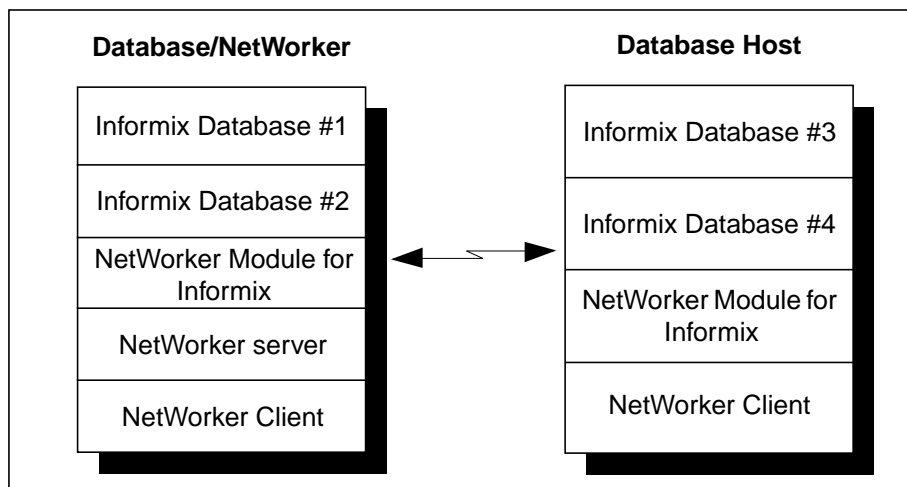 Database/NetWorker
Informix Database #1
Informix Database #2
NetWorker Module for
Informix
NetWorker server
NetWorker Client
Database Host
Informix Database #3
Informix Database #4
NetWorker Module for
Informix
NetWorker Client